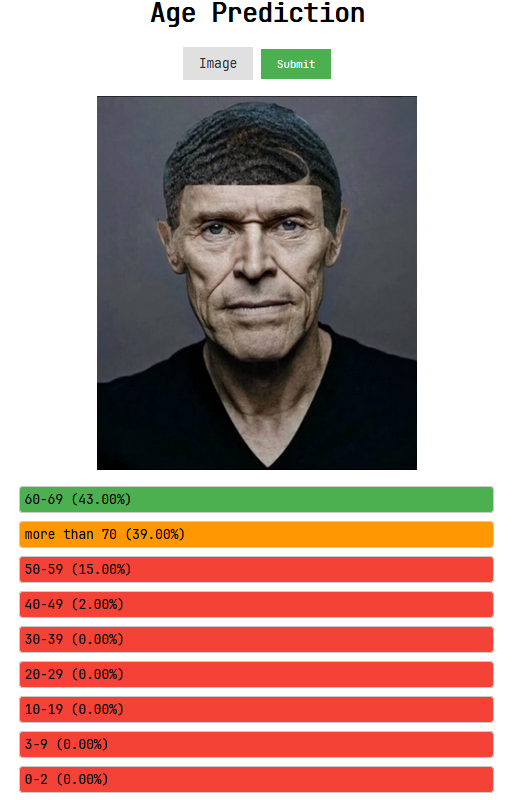 Age Prediction
Image
Submit
60-69 (43.00%)
more than 70 (39.00%)
50-59 (15.00%)
40-49 (2.00%)
30-39 (0.00%)
20-29 (0.00%)
10-19 (0.00%)
3-9 (0.00%)
0-2 (0.00%)